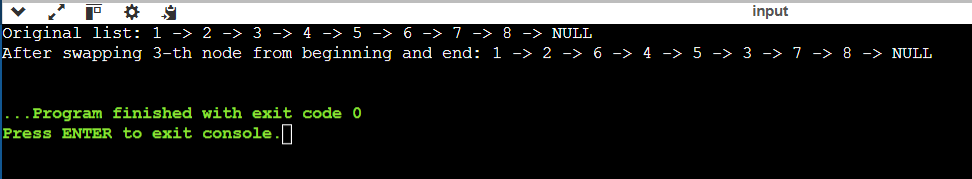 input
Original list: 1 -> 2 -> 3 -> 4 -> 5 -> 6 -> 7 -> 8 -> NULL
After swapping 3-th node from beginning and end: 1 -> 2 -> 6 -> 4 -> 5 -> 3 -> 7 -> 8 -> NULL
...Program finished with exit code 0
Press ENTER to exit console.